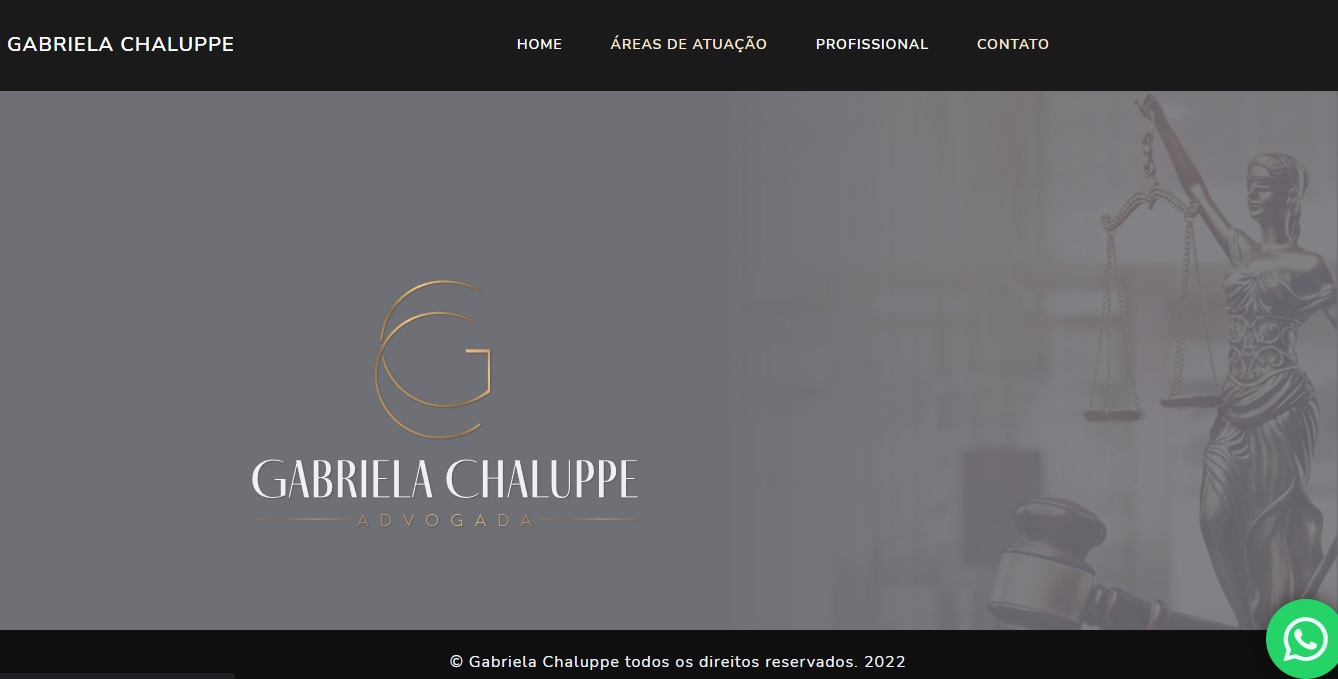 GABRIELA CHALUPPE
HOME ÁREAS DE ATUAÇÃO PROFISSIONAL CONTATO
GABRIELA CHALUPPE
ADVOGADA
© Gabriela Chaluppe todos os direitos reservados. 2022